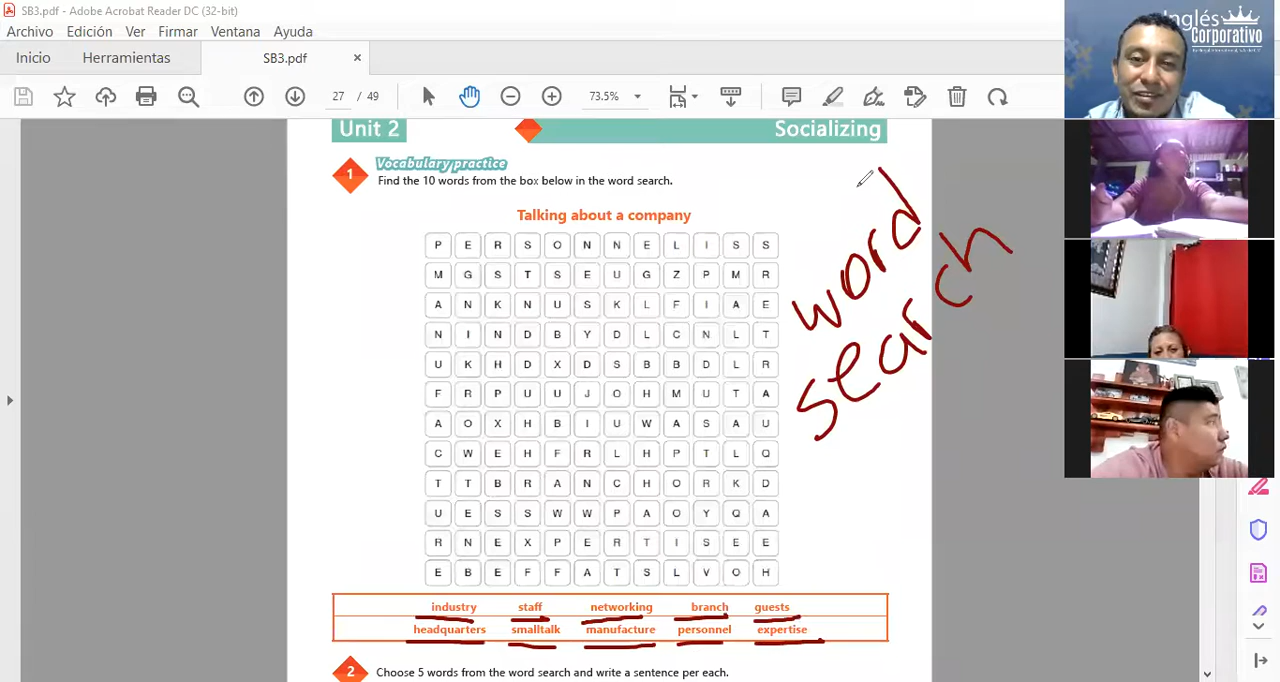 SB3.pdf - Adobe Acrobat Reader DC (32-bit)
Archivo Edición Ver Firmar Ventana Ayuda
Inicio Herramientas SB3.pdf ×
27 / 49 73.5%
Inglés
Corporativo
Unit 2 Socializing
1 Vocabulary practice
Find the 10 words from the box below in the word search.
word
search
Talking about a company
P E R S O N N E L I S S
M G S T S E U G Z P M R
A N K N U S K L F I A E
N I N D B Y D L C N L T
U K H D X D S B B D L R
F R P U U J O H M U T A
A O X H B I U W A S A U
C W E H F R L H P T L Q
T T B R A N C H O R K D
U E S S W W P A O Y Q A
R N E X P E R T I S E E
E B E F F A T S L V O H
industry staff networking branch guests
headquarters smalltalk manufacture personnel expertise
2 Choose 5 words from the word search and write a sentence per each.